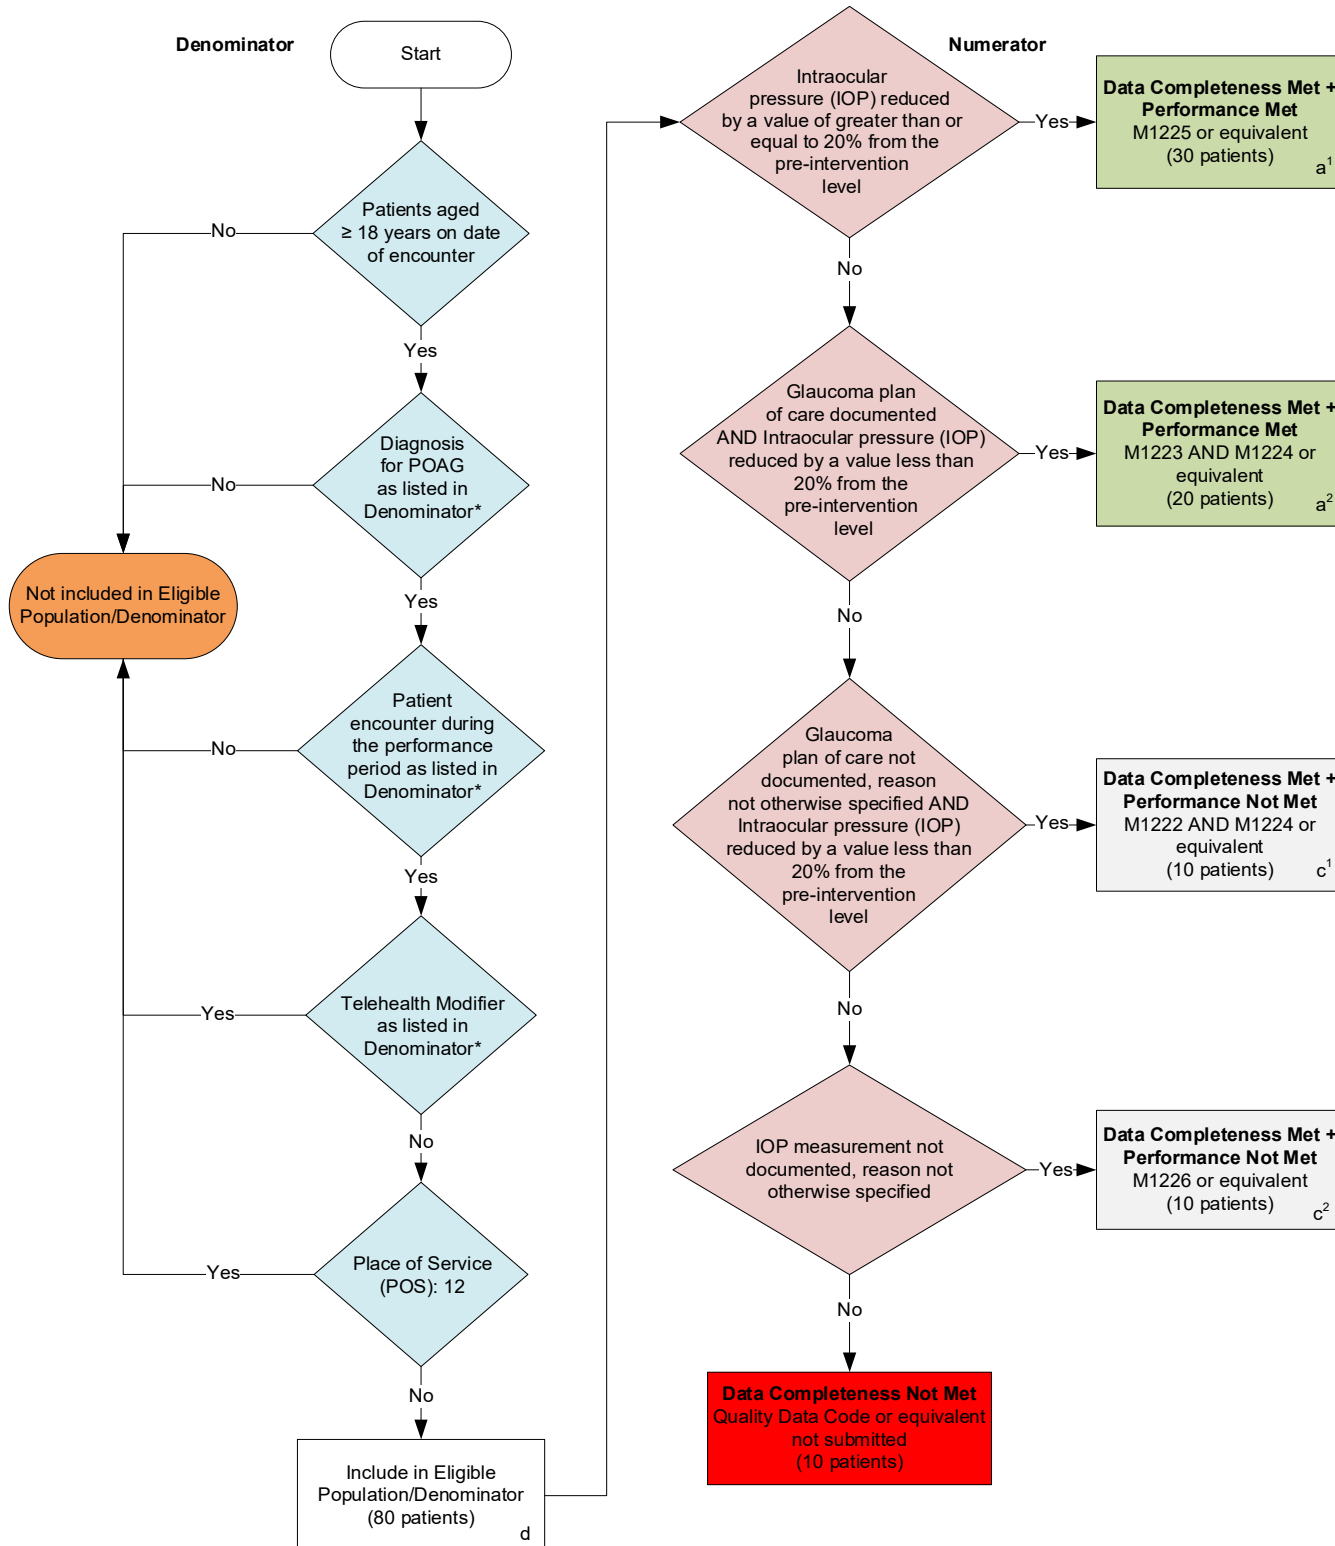 Denominator
Start
Patients aged
≥ 18 years on date
of encounter
No
Yes
Diagnosis
for POAG
as listed in
Denominator*
No
Not included in Eligible
Population/Denominator
Yes
Patient
encounter during
the performance
period as listed in
Denominator*
No
Yes
Telehealth Modifier
as listed in
Denominator*
Yes
No
Place of Service
(POS): 12
Yes
No
Include in Eligible
Population/Denominator
(80 patients)
d
Numerator
Intraocular
pressure (IOP) reduced
by a value of greater than or
equal to 20% from the
pre-intervention
level
Yes
Data Completeness Met +
Performance Met
M1225 or equivalent
(30 patients)
a¹
No
Glaucoma plan
of care documented
AND Intraocular pressure (IOP)
reduced by a value less than
20% from the
pre-intervention
level
Yes
Data Completeness Met +
Performance Met
M1223 AND M1224 or
equivalent
(20 patients)
a²
No
Glaucoma
plan of care not
documented, reason
not otherwise specified AND
Intraocular pressure (IOP)
reduced by a value less than
20% from the
pre-intervention
level
Yes
Data Completeness Met +
Performance Not Met
M1222 AND M1224 or
equivalent
(10 patients)
c¹
No
IOP measurement not
documented, reason not
otherwise specified
Yes
Data Completeness Met +
Performance Not Met
M1226 or equivalent
(10 patients)
c²
No
Data Completeness Not Met
Quality Data Code or equivalent
not submitted
(10 patients)